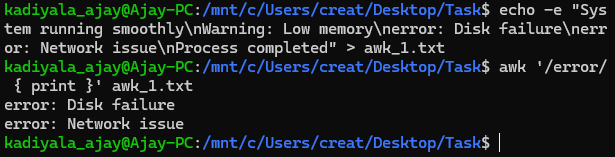 kadiyala_ajay@Ajay-PC:/mnt/c/Users/creat/Desktop/Task$ echo -e "Sys
tem running smoothly\nWarning: Low memory\nerror: Disk failure\nerr
or: Network issue\nProcess completed" > awk_1.txt
kadiyala_ajay@Ajay-PC:/mnt/c/Users/creat/Desktop/Task$ awk '/error/
 { print }' awk_1.txt
error: Disk failure
error: Network issue
kadiyala_ajay@Ajay-PC:/mnt/c/Users/creat/Desktop/Task$